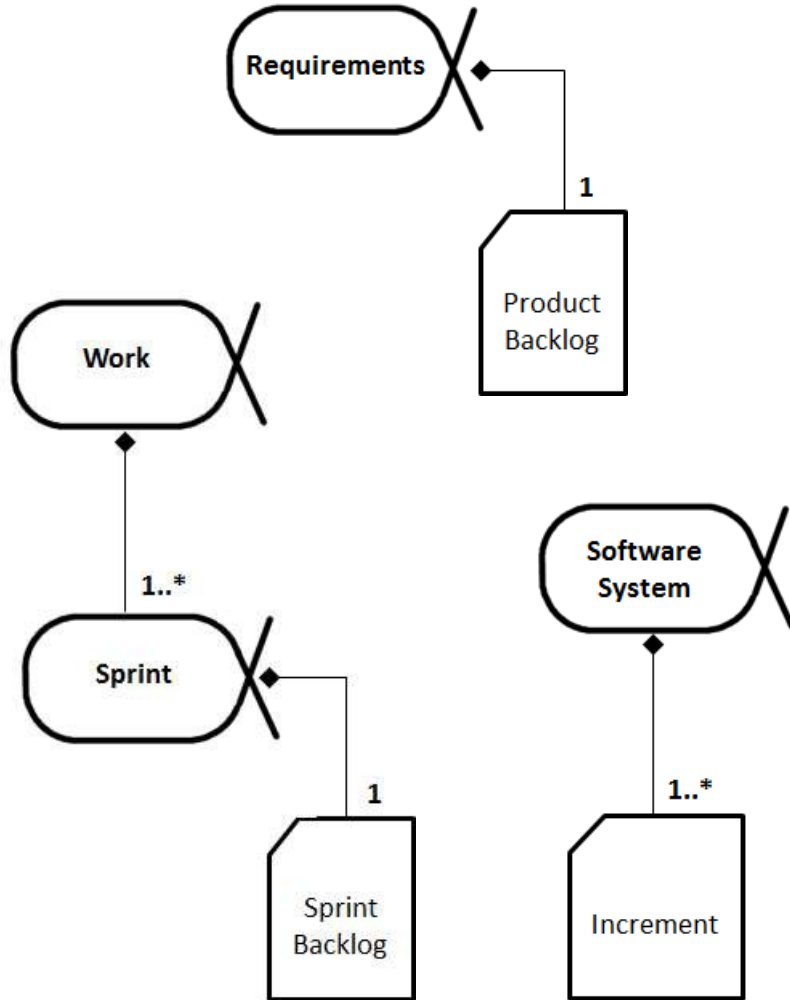 Requirements
1
Product
Backlog
Work
1..*
Software
System
Sprint
1
1..*
Sprint
Backlog
Increment